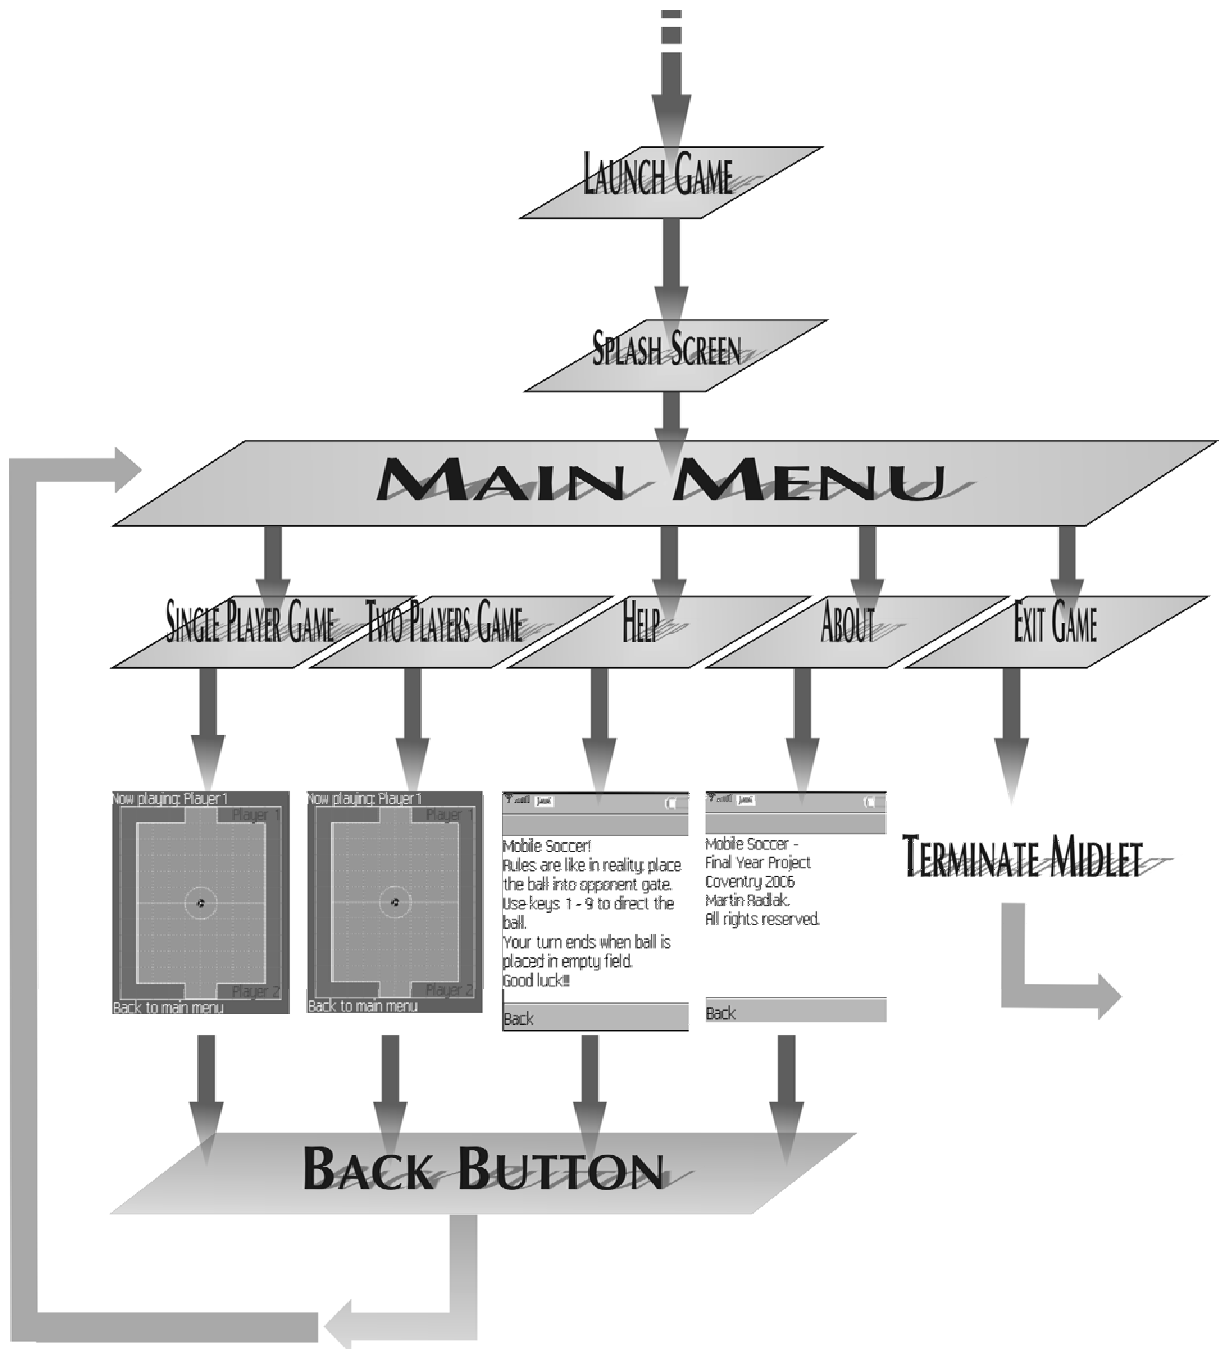 LAUNCH GAME
SPLASH SCREEN
MAIN MENU
SINGLE PLAYER GAME
TWO PLAYERS GAME
HELP
ABOUT
EXIT GAME
Now playing: Player 1
Player 1
Player 2
Back to main menu
Now playing: Player 1
Player 1
Player 2
Back to main menu
Mobile Soccer!
Rules are like in reality: place
the ball into opponent gate.
Use keys 1 - 9 to direct the
ball.
Your turn ends when ball is
placed in empty field.
Good luck!!!
Back
Mobile Soccer -
Final Year Project
Coventry 2006
Martin Radlak.
All rights reserved.
Back
TERMINATE MIDLET
BACK BUTTON